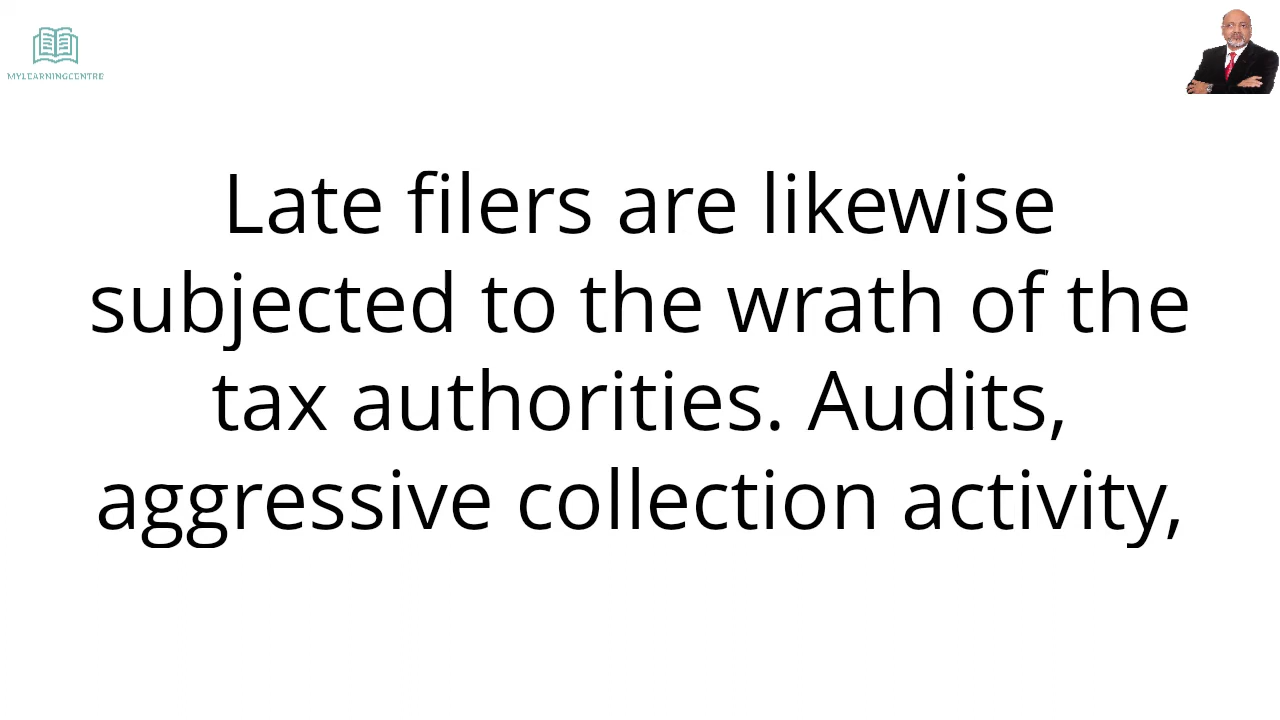 MYLEARNINGCENTRE
Late filers are likewise
subjected to the wrath of the
tax authorities. Audits,
aggressive collection activity,